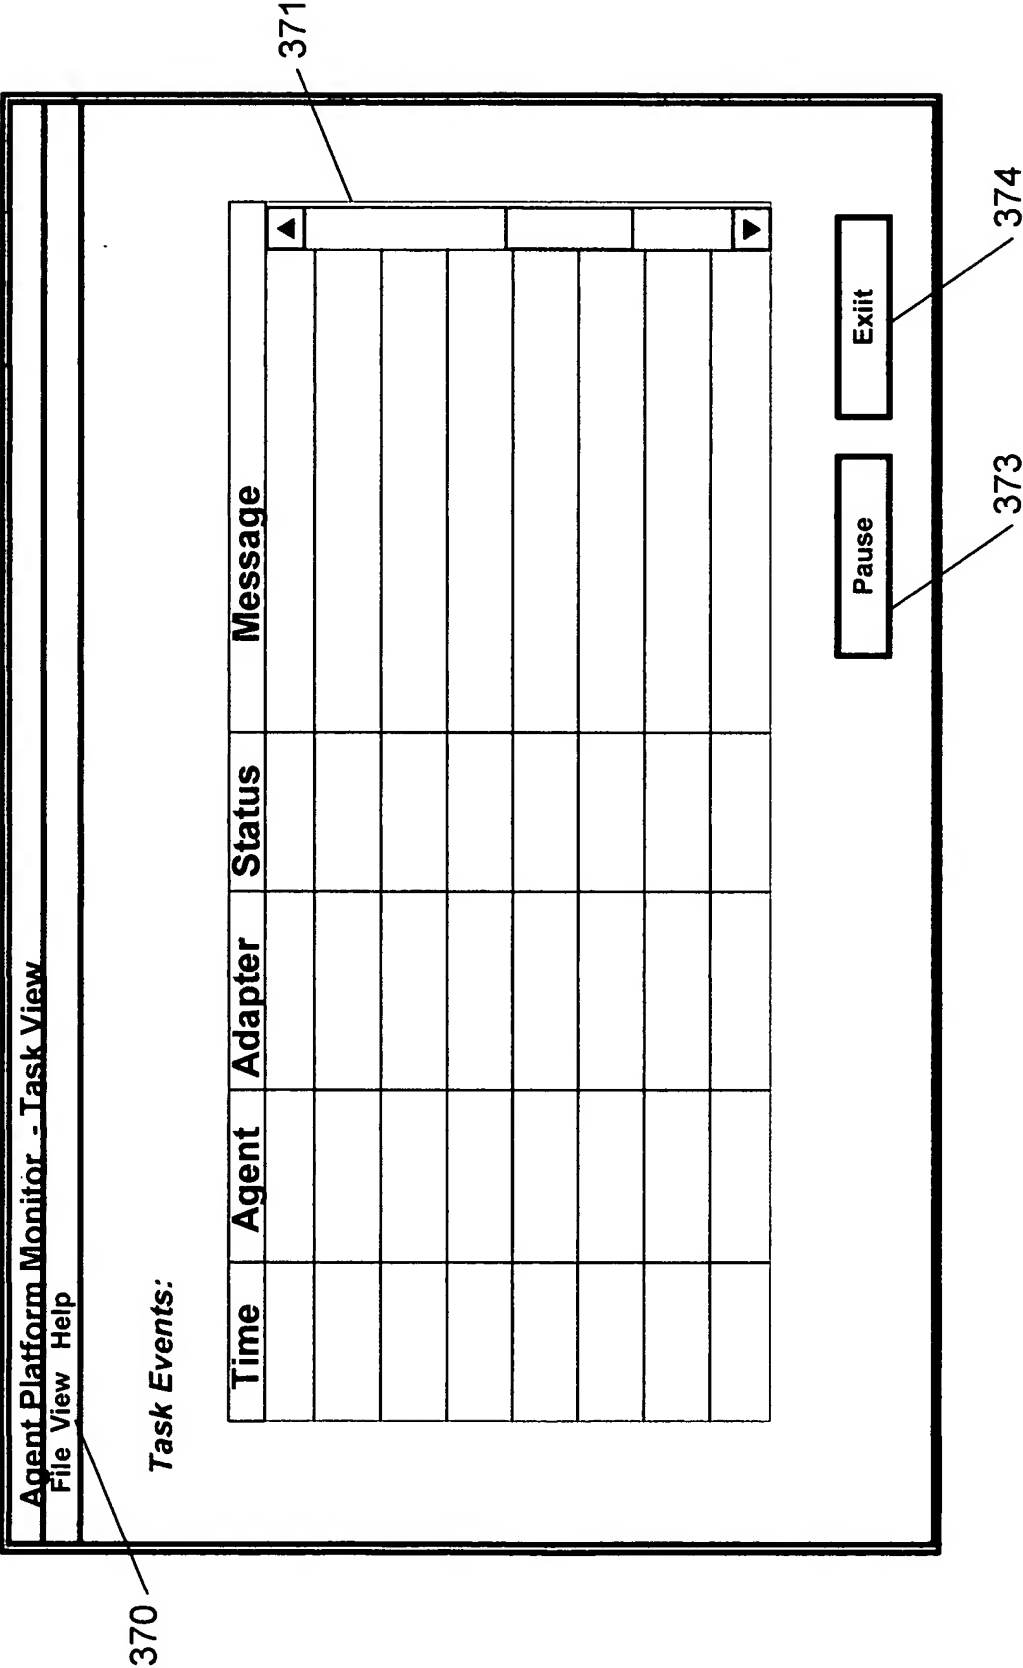 Agent Platform Monitor - Task View
File View Help
370
Task Events:
371
Time Agent Adapter Status Message
Pause Exiit
373 374